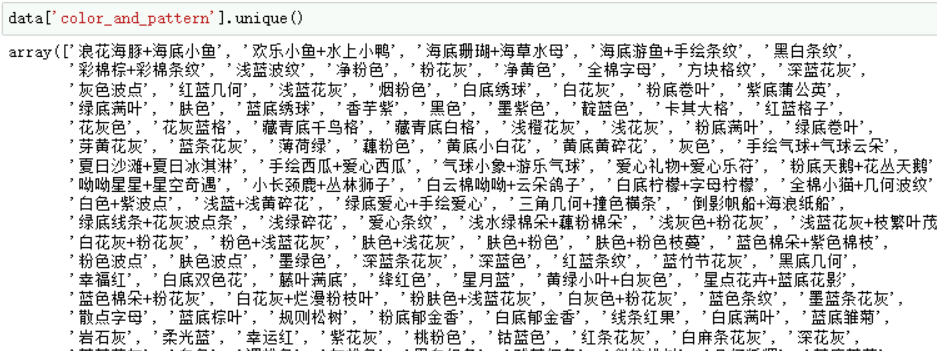 data['color_and_pattern'].unique()
array(['浪花海豚+海底小鱼', '欢乐小鱼+水上小鸭', '海底珊瑚+海草水母', '海底游鱼+手绘条纹', '黑白条纹',
'彩棉棕+彩棉条纹', '浅蓝波纹', '净粉色', '粉花灰', '净黄色', '全棉字母', '方块格纹', '深蓝花灰',
'灰色波点', '红蓝几何', '浅蓝花灰', '烟粉色', '白底绣球', '白花灰', '粉底卷叶', '紫底蒲公英',
'绿底满叶', '肤色', '蓝底绣球', '香芋紫', '黑色', '墨紫色', '靛蓝色', '卡其大格', '红蓝格子',
'花灰色', '花灰蓝格', '藏青底千鸟格', '藏青底白格', '浅橙花灰', '浅花灰', '粉底满叶', '绿底卷叶',
'芽黄花灰', '蓝条花灰', '薄荷绿', '藕粉色', '黄底小白花', '黄底黄碎花', '灰色', '手绘气球+气球云朵',
'夏日沙滩+夏日冰淇淋', '手绘西瓜+爱心西瓜', '气球小象+游乐气球', '爱心礼物+爱心乐符', '粉底天鹅+花丛天鹅'
'呦呦星星+星空奇遇', '小长颈鹿+丛林狮子', '白云棉呦呦+云朵鸽子', '白底柠檬+字母柠檬', '全棉小猫+几何波纹'
'白色+紫波点', '浅蓝+浅黄碎花', '绿底爱心+手绘爱心', '三角几何+撞色横条', '倒影帆船+海浪纸船',
'绿底线条+花灰波点条', '浅绿碎花', '爱心条纹', '浅水绿棉朵+藕粉棉朵', '浅灰色+粉花灰', '浅蓝花灰+枝繁叶茂
'白花灰+粉花灰', '粉色+浅蓝花灰', '肤色+浅花灰', '肤色+粉色', '肤色+粉色枝蔓', '蓝色棉朵+紫色棉枝',
'粉色波点', '肤色波点', '墨绿色', '深蓝条花灰', '深蓝色', '红蓝条纹', '蓝竹节花灰', '黑底几何',
'幸福红', '白底双色花', '藤叶满底', '绛红色', '星月蓝', '黄绿小叶+白灰色', '星点花卉+蓝底花影',
'蓝色棉朵+粉花灰', '白花灰+烂漫粉枝叶', '粉肤色+浅蓝花灰', '白灰色+粉花灰', '蓝色条纹', '墨蓝条花灰',
'散点字母', '蓝底棕叶', '规则松树', '粉底郁金香', '白底郁金香', '线条红果', '白底满叶', '蓝底雏菊',
'岩石灰', '柔光蓝', '幸运红', '紫花灰', '桃粉色', '钴蓝色', '红条花灰', '白麻条花灰', '深花灰',